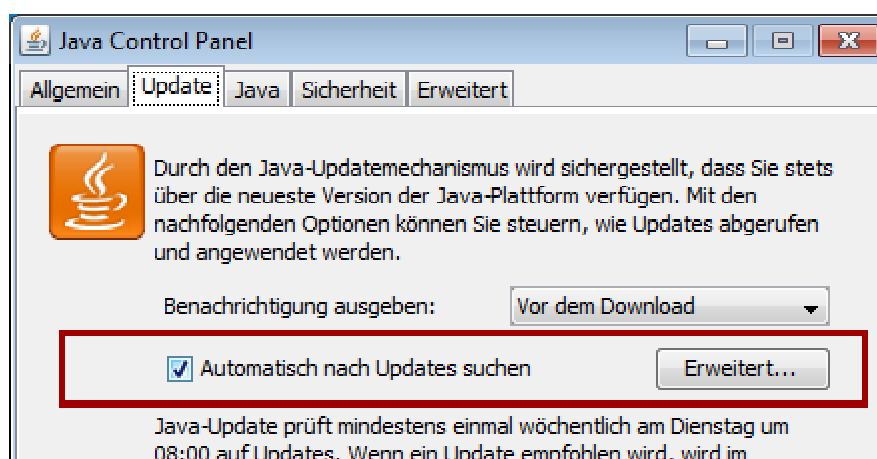 Java Control Panel
Allgemein Update Java Sicherheit Erweitert
Durch den Java-Updatemechanismus wird sichergestellt, dass Sie stets
über die neueste Version der Java-Plattform verfügen. Mit den
nachfolgenden Optionen können Sie steuern, wie Updates abgerufen
und angewendet werden.
Benachrichtigung ausgeben: Vor dem Download
Automatisch nach Updates suchen Erweitert...
Java-Update prüft mindestens einmal wöchentlich am Dienstag um
08:00 auf Updates. Wenn ein Update empfohlen wird, wird im